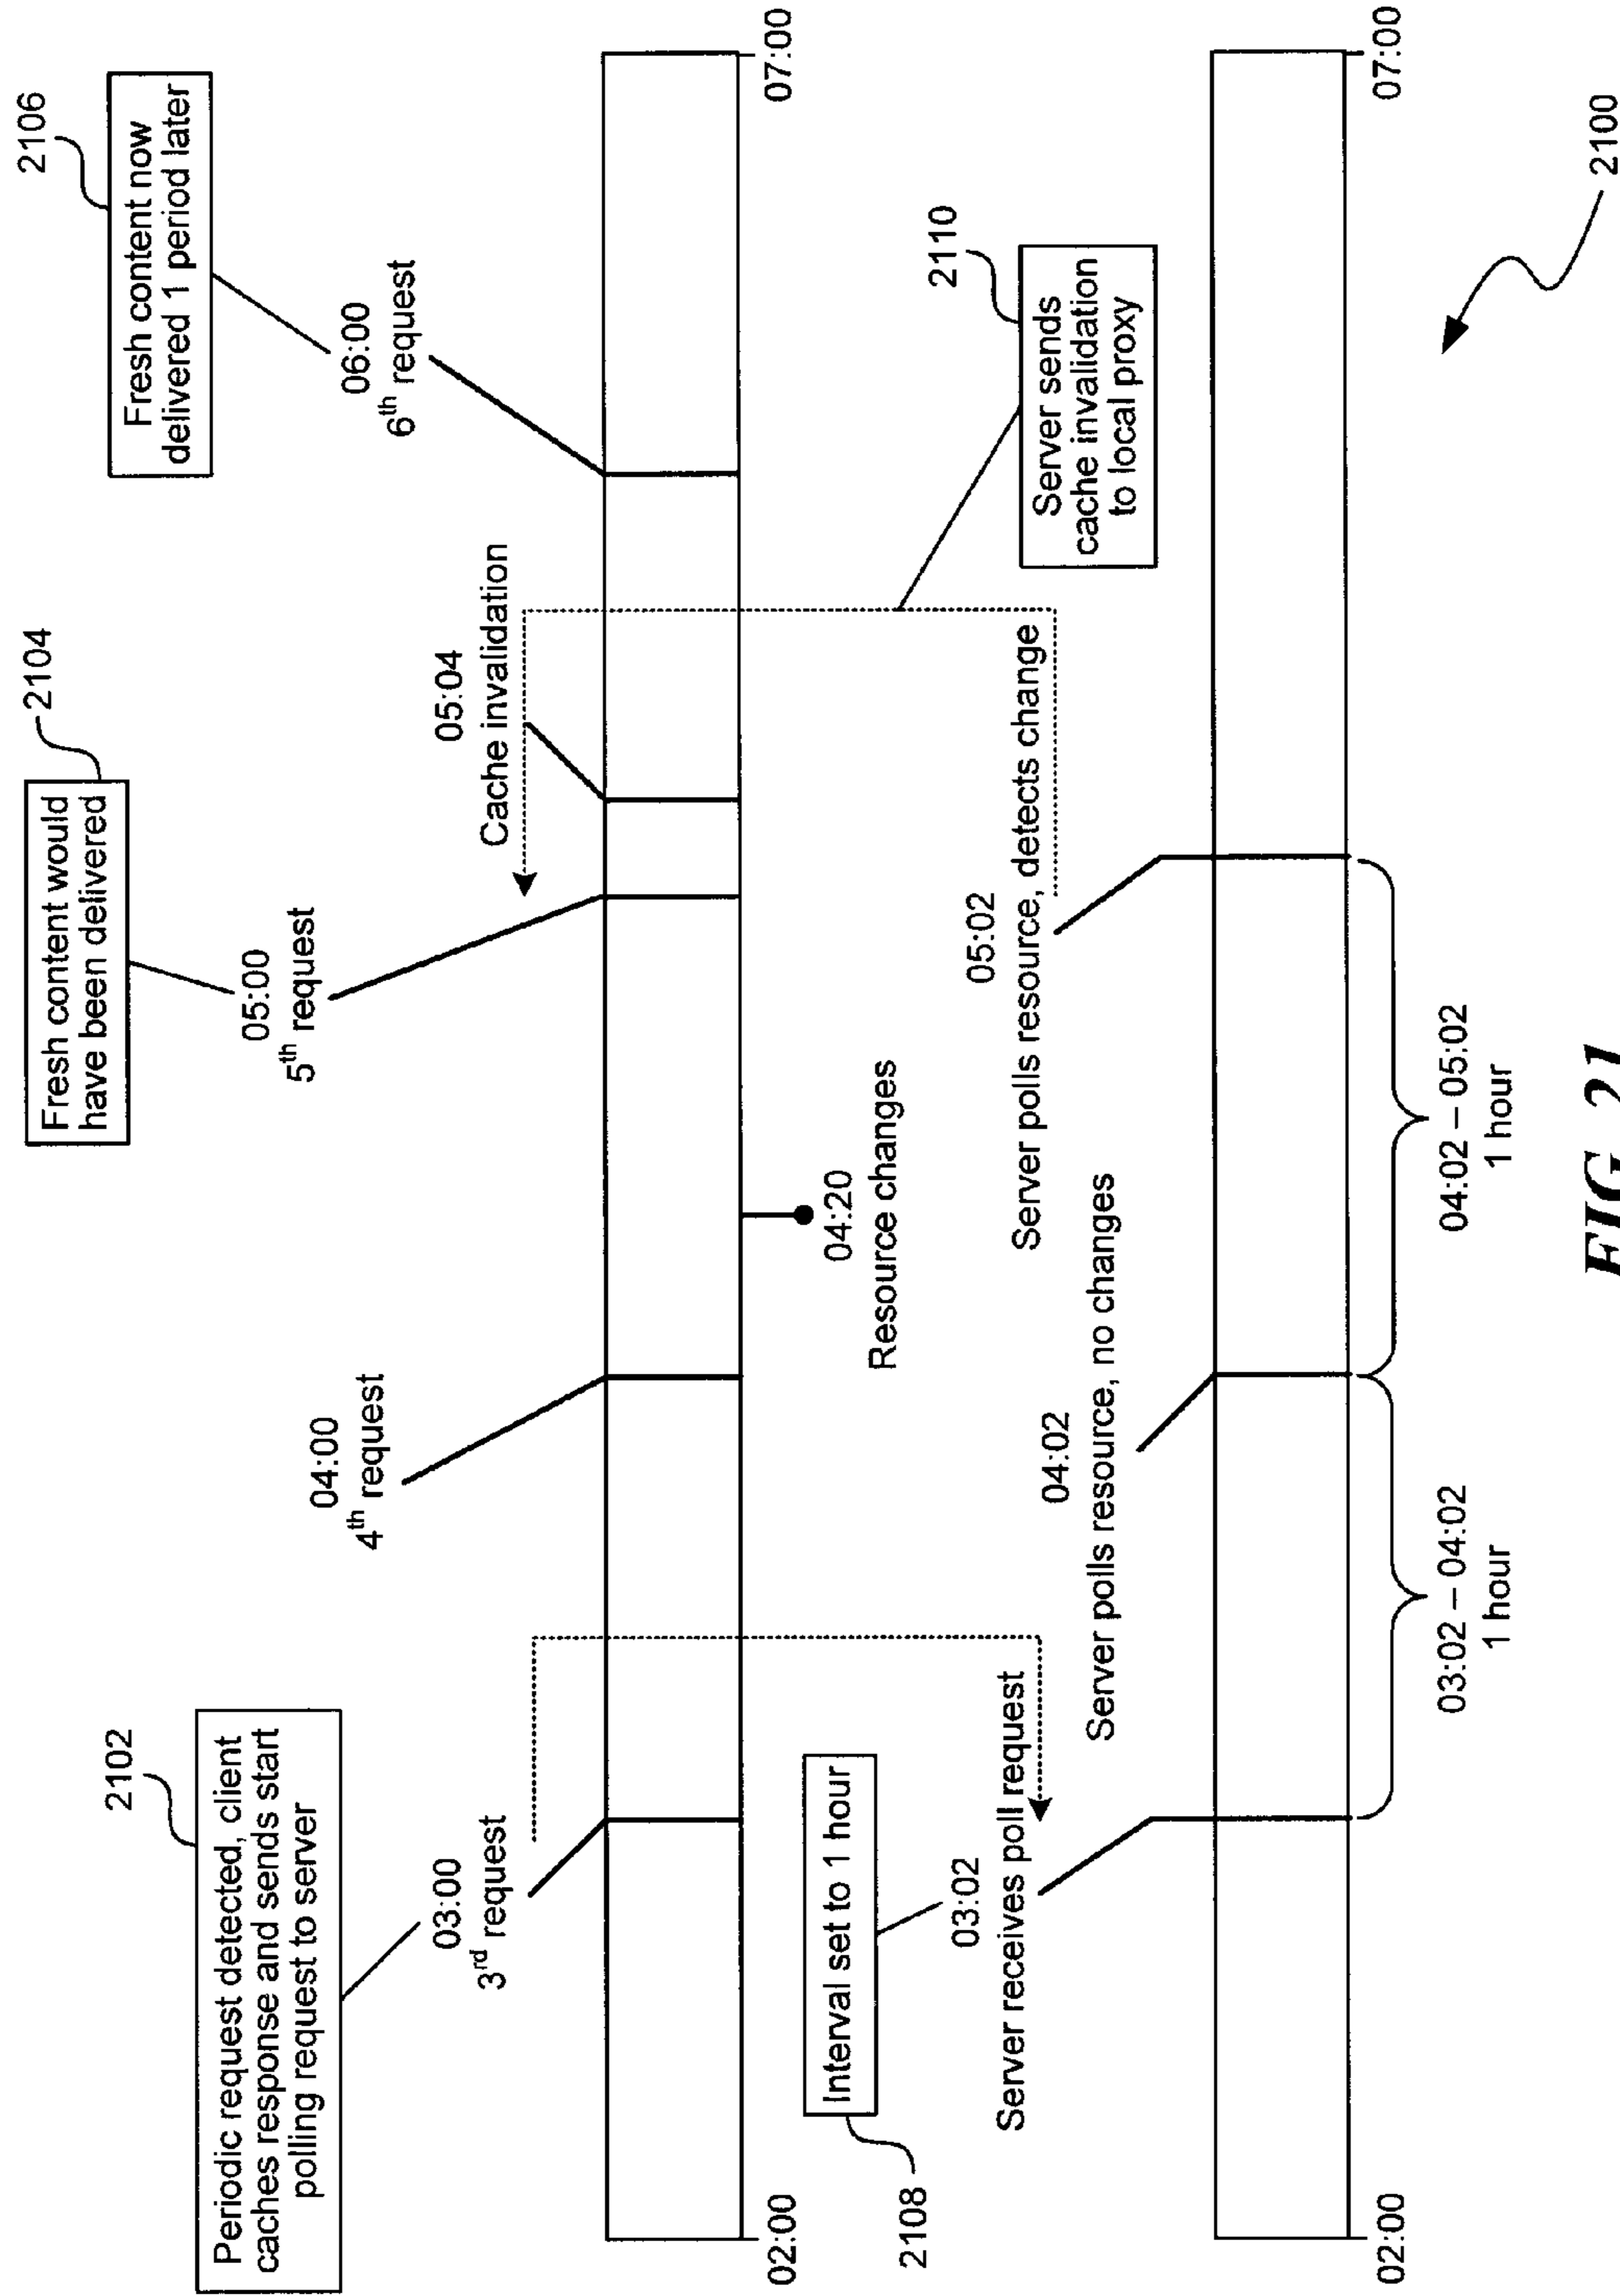 2102
Periodic request detected, client
caches response and sends start
polling request to server
2104
Fresh content would
have been delivered
2106
Fresh content now
delivered 1 period later
03:00
3rd request
04:00
4th request
05:00
5th request
05:04
Cache invalidation
06:00
6th request
02:00
07:00
04:20
Resource changes
2108
Interval set to 1 hour
03:02
Server receives poll request
04:02
Server polls resource, no changes
05:02
Server polls resource, detects change
2110
Server sends
cache invalidation
to local proxy
02:00
07:00
03:02 – 04:02
1 hour
04:02 – 05:02
1 hour
2100
FIG. 21